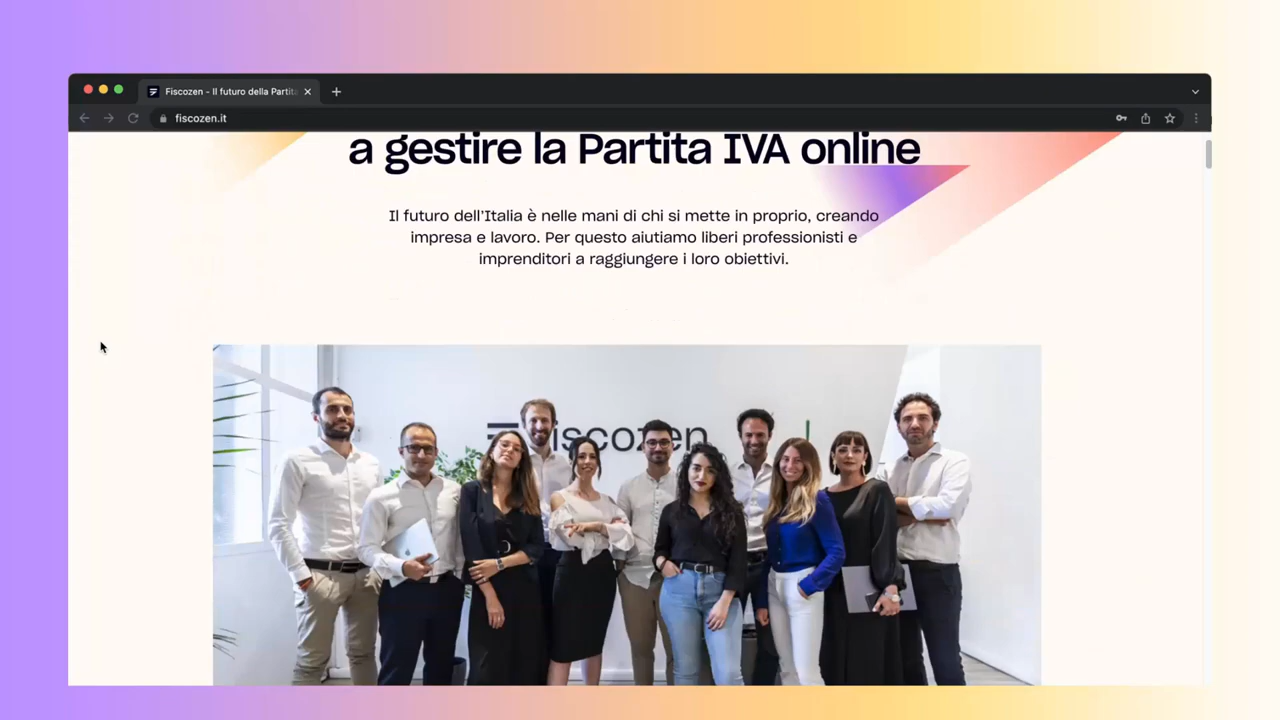 Fiscozen - Il futuro della Partita
fiscozen.it
a gestire la Partita IVA online
Il futuro dell'Italia è nelle mani di chi si mette in proprio, creando
impresa e lavoro. Per questo aiutiamo liberi professionisti e
imprenditori a raggiungere i loro obiettivi.
Fiscozen